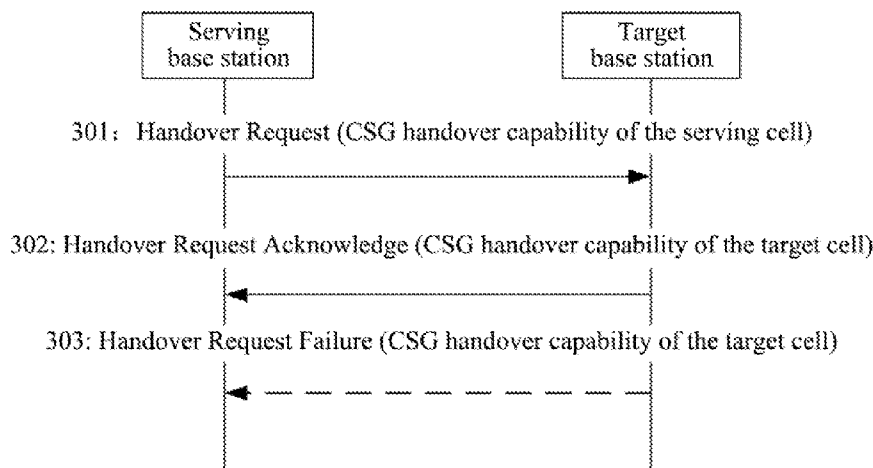 Serving
base station
Target
base station
301: Handover Request (CSG handover capability of the serving cell)
302: Handover Request Acknowledge (CSG handover capability of the target cell)
303: Handover Request Failure (CSG handover capability of the target cell)